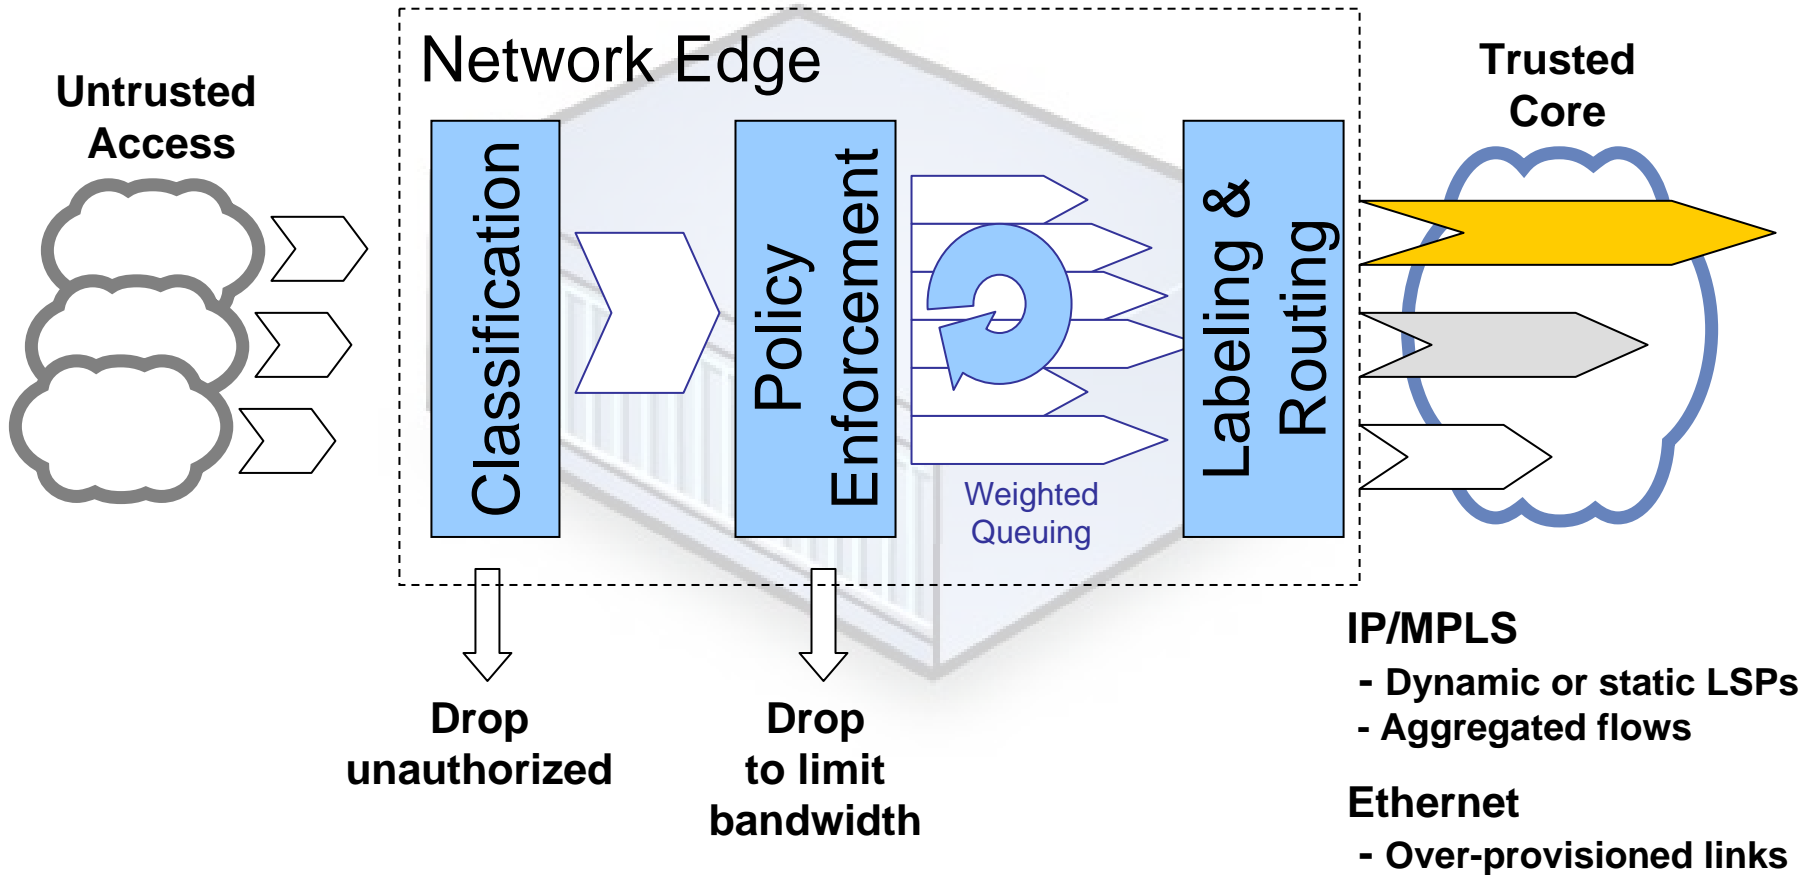 Network Edge
Untrusted
Access
Trusted
Core
Classification
Policy
Enforcement
Weighted
Queuing
Labeling &
Routing
Drop
unauthorized
Drop
to limit
bandwidth
IP/MPLS
- Dynamic or static LSPs
- Aggregated flows
Ethernet
- Over-provisioned links